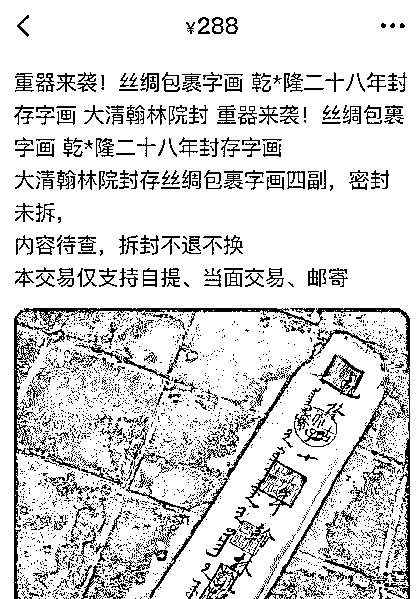 ¥288
重器来袭！丝绸包裹字画 乾*隆二十八年封
存字画 大清翰林院封 重器来袭！丝绸包裹
字画 乾*隆二十八年封存字画
大清翰林院封存丝绸包裹字画四副，密封
未拆，
内容待查，拆封不退不换
本交易仅支持自提、当面交易、邮寄